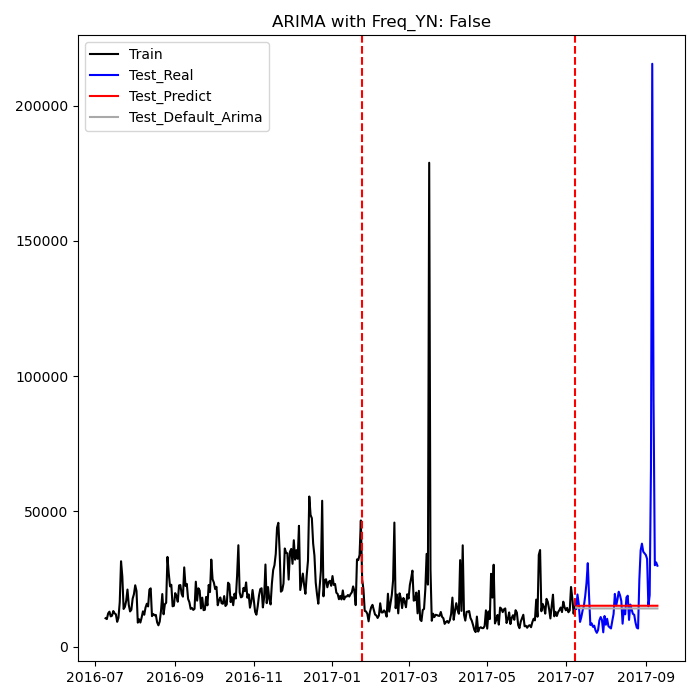 ARIMA with Freq_YN: False
Train
Test_Real
Test_Predict
Test_Default_Arima
200000
150000
100000
50000
0
2016-07 2016-09 2016-11 2017-01 2017-03 2017-05 2017-07 2017-09